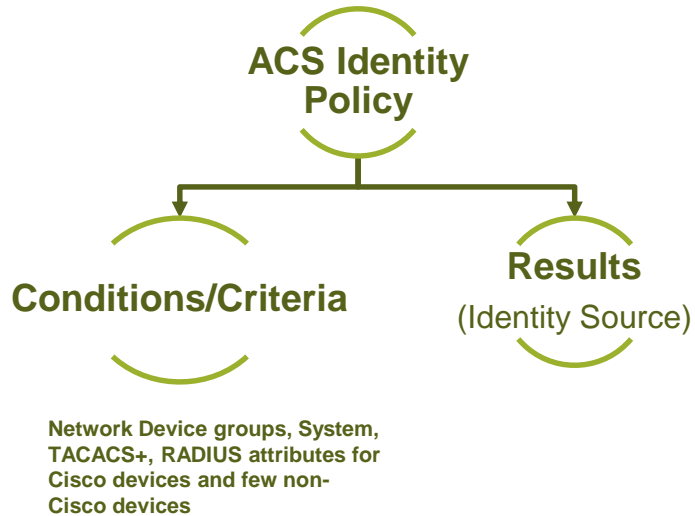 ACS Identity
Policy
Conditions/Criteria
Results
(Identity Source)
Network Device groups, System,
TACACS+, RADIUS attributes for
Cisco devices and few non-
Cisco devices